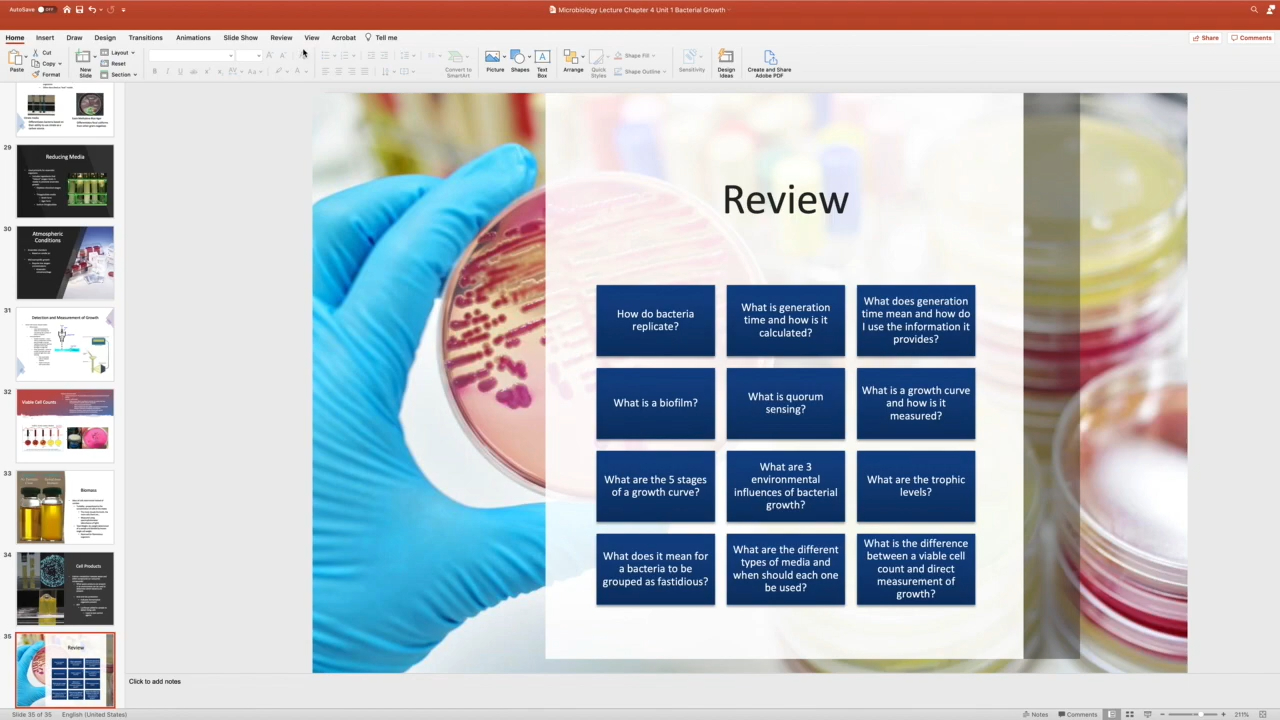 AutoSave OFF
Microbiology Lecture Chapter 4 Unit 1 Bacterial Growth
Home Insert Draw Design Transitions Animations Slide Show Review View Acrobat Tell me
Share Comments
Paste
Cut
Copy
Format
New Slide
Layout
Reset
Section
Convert to SmartArt
Picture
Shapes
Text Box
Arrange
Quick Styles
Shape Fill
Shape Outline
Sensitivity
Design Ideas
Create and Share Adobe PDF
29
Reducing Media
30
Atmospheric
Conditions
31
Detection and Measurement of Growth
32
Viable Cell Counts
33
Biomass
34
Cell Products
35
Review
Review
How do bacteria
replicate?
What is generation
time and how is it
calculated?
What does generation
time mean and how do
I use the information it
provides?
What is a biofilm?
What is quorum
sensing?
What is a growth curve
and how is it
measured?
What are the 5 stages
of a growth curve?
What are 3
environmental
influences of bacterial
growth?
What are the trophic
levels?
What does it mean for
a bacteria to be
grouped as fastidious?
What are the different
types of media and
when should each one
be used?
What is the difference
between a viable cell
count and direct
measurement of
growth?
Click to add notes
Slide 35 of 35 English (United States)
Notes Comments 211%